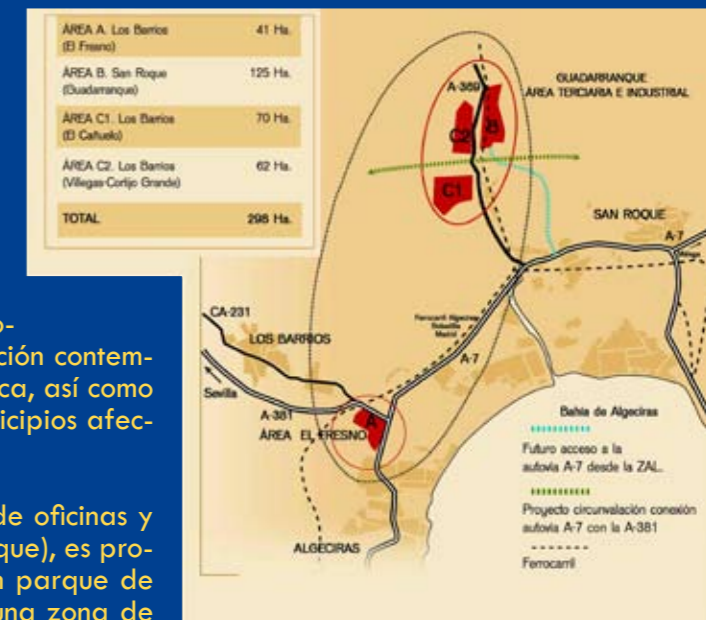 ÁREA A. Los Barrios 41 Ha.
(El Fresno)
ÁREA B. San Roque 125 Ha.
(Guadarranque)
ÁREA C1. Los Barrios 70 Ha.
(El Cañuelo)
ÁREA C2. Los Barrios 62 Ha.
(Villegas-Cortijo Grande)
TOTAL 298 Ha.
A-369
GUADARRANQUE
ÁREA TERCIARIA E INDUSTRIAL
C2
B
C1
SAN ROQUE
A-7
Málaga
CA-231
LOS BARRIOS
Ferrocarril Algeciras
Bobadilla
Madrid
A-7
Sevilla
A-381
A
ÁREA EL FRESNO
ALGECIRAS
Bahía de Algeciras
Futuro acceso a la
autovía A-7 desde la ZAL.
Proyecto circunvalación conexión
autovía A-7 con la A-381
Ferrocarril
o-
ción contem-
ca, así como
icipios afec-
de oficinas y
que), es pro-
n parque de
una zona de